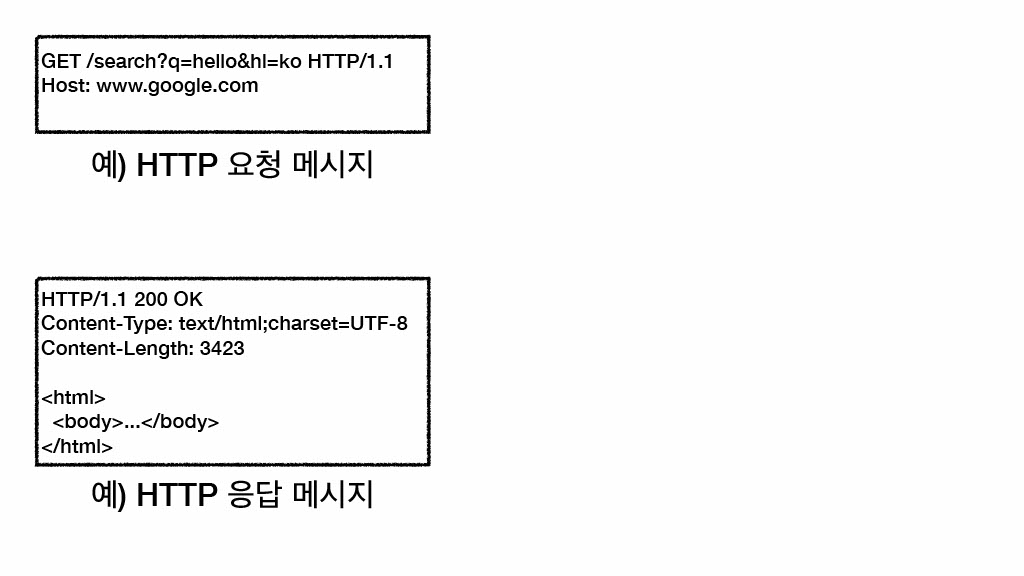 GET /search?q=hello&hl=ko HTTP/1.1
Host: www.google.com
예) HTTP 요청 메시지
HTTP/1.1 200 OK
Content-Type: text/html;charset=UTF-8
Content-Length: 3423
<html>
<body>...</body>
</html>
예) HTTP 응답 메시지